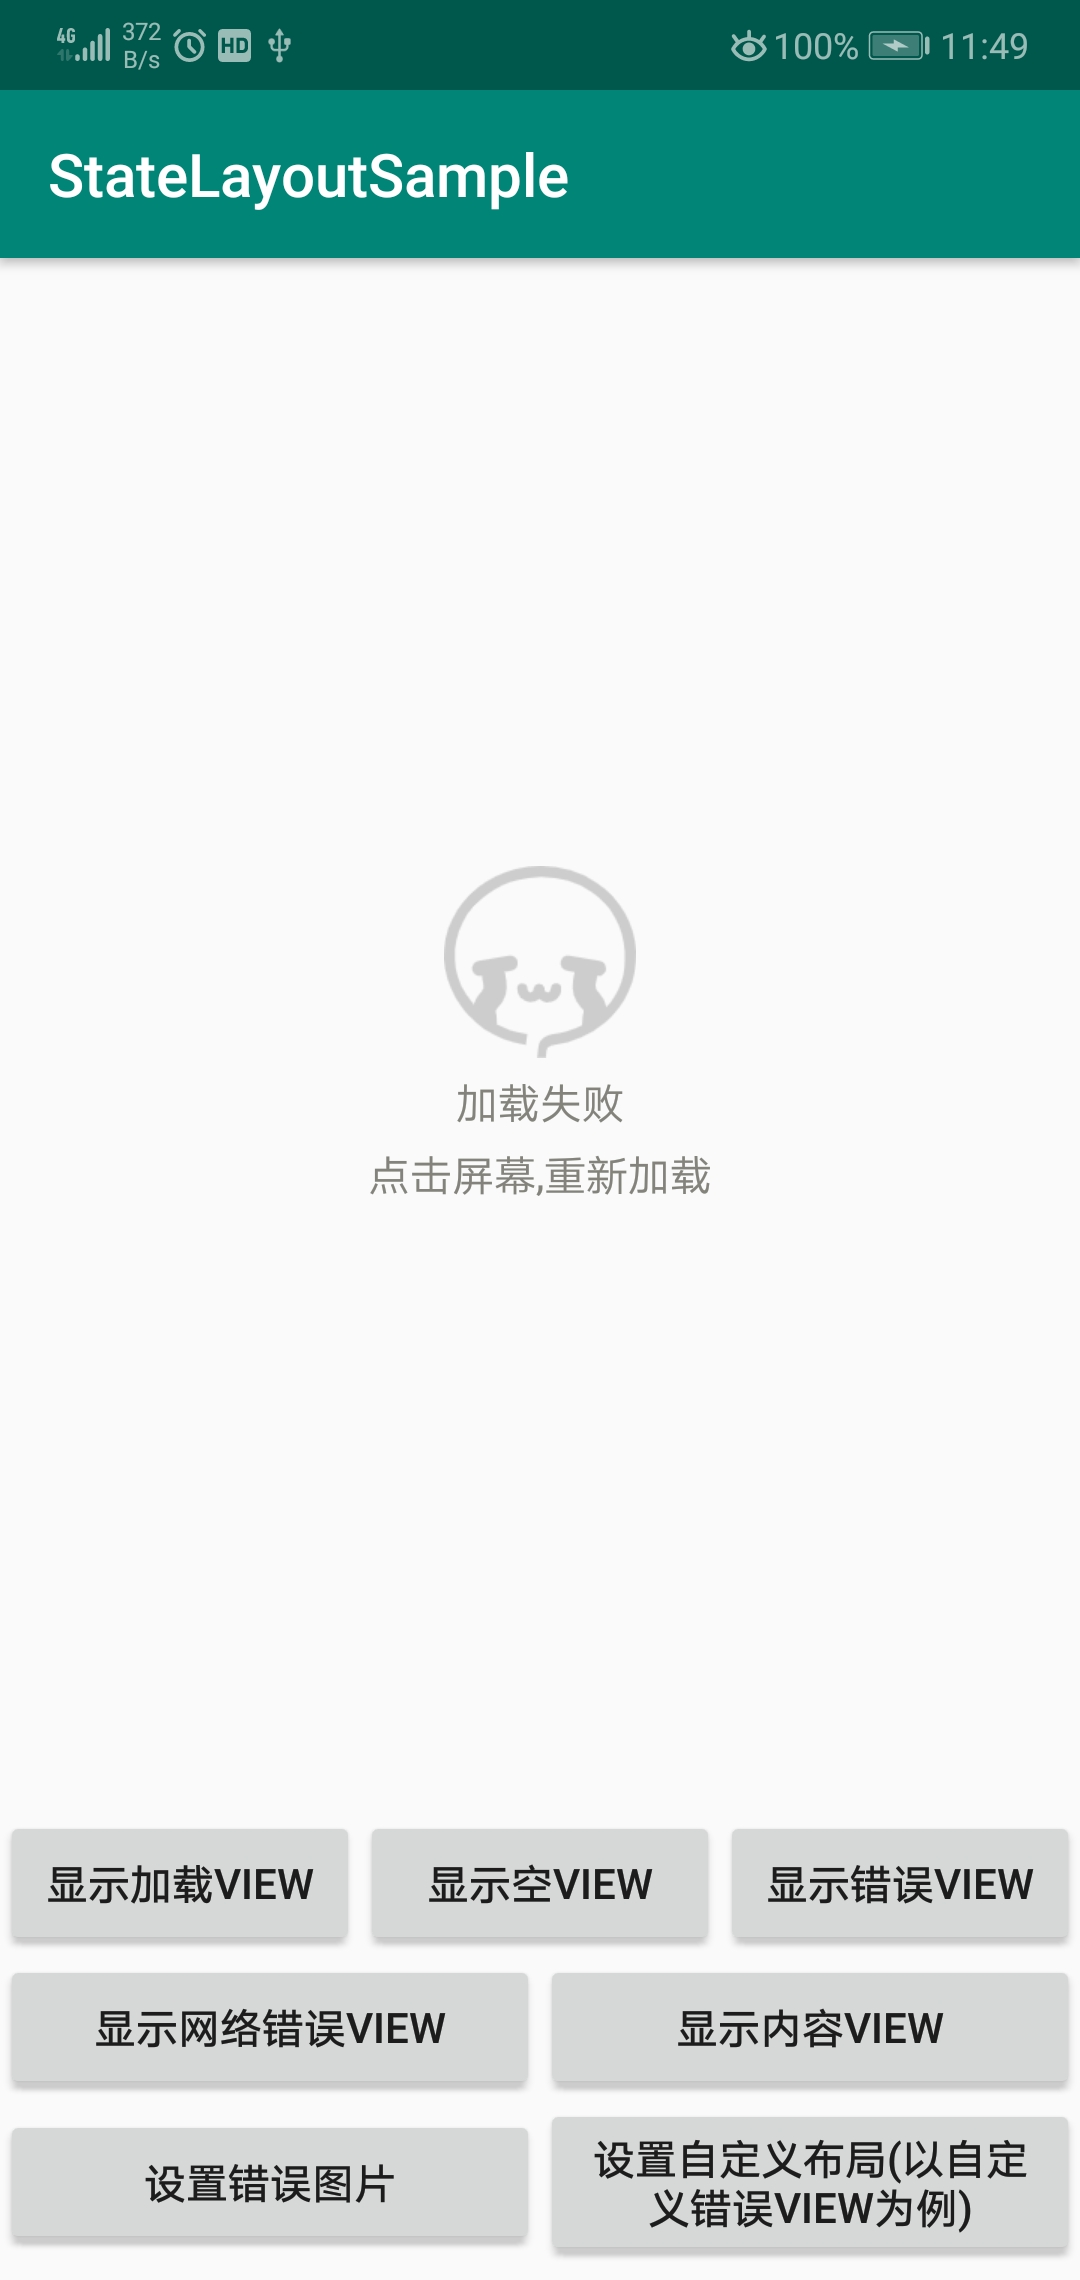 4G 372 B/s HD 100% 11:49
StateLayoutSample
加载失败
点击屏幕,重新加载
显示加载VIEW 显示空VIEW 显示错误VIEW
显示网络错误VIEW 显示内容VIEW
设置错误图片 设置自定义布局(以自定
义错误VIEW为例)